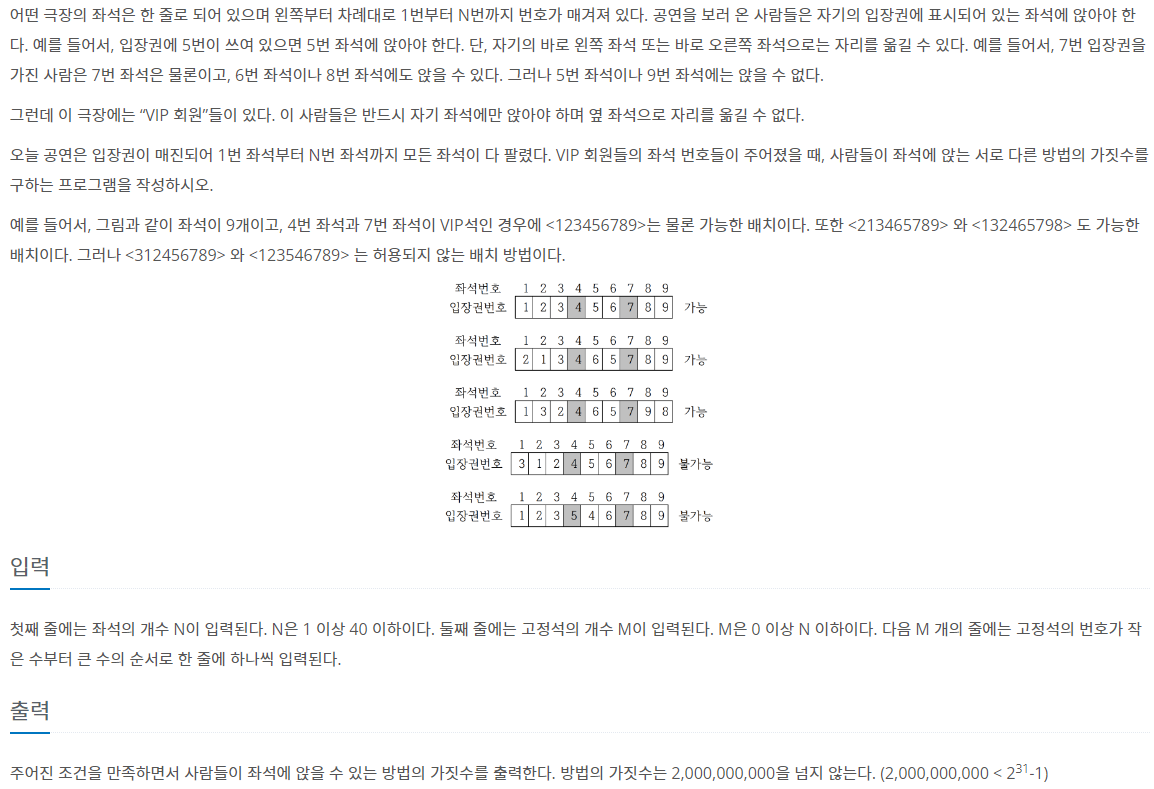 어떤 극장의 좌석은 한 줄로 되어 있으며 왼쪽부터 차례대로 1번부터 N번까지 번호가 매겨져 있다. 공연을 보러 온 사람들은 자기의 입장권에 표시되어 있는 좌석에 앉아야 한
다. 예를 들어서, 입장권에 5번이 쓰여 있으면 5번 좌석에 앉아야 한다. 단, 자기의 바로 왼쪽 좌석 또는 바로 오른쪽 좌석으로는 자리를 옮길 수 있다. 예를 들어서, 7번 입장권을
가진 사람은 7번 좌석은 물론이고, 6번 좌석이나 8번 좌석에도 앉을 수 있다. 그러나 5번 좌석이나 9번 좌석에는 앉을 수 없다.
그런데 이 극장에는 “VIP 회원”들이 있다. 이 사람들은 반드시 자기 좌석에만 앉아야 하며 옆 좌석으로 자리를 옮길 수 없다.
오늘 공연은 입장권이 매진되어 1번 좌석부터 N번 좌석까지 모든 좌석이 다 팔렸다. VIP 회원들의 좌석 번호들이 주어졌을 때, 사람들이 좌석에 앉는 서로 다른 방법의 가짓수를
구하는 프로그램을 작성하시오.
예를 들어서, 그림과 같이 좌석이 9개이고, 4번 좌석과 7번 좌석이 VIP석인 경우에 <123456789>는 물론 가능한 배치이다. 또한 <213465789> 와 <132465798> 도 가능한
배치이다. 그러나 <312456789> 와 <123546789> 는 허용되지 않는 배치 방법이다.
좌석번호 1 2 3 4 5 6 7 8 9
입장권번호 1 2 3 4 5 6 7 8 9 가능
좌석번호 1 2 3 4 5 6 7 8 9
입장권번호 2 1 3 4 6 5 7 8 9 가능
좌석번호 1 2 3 4 5 6 7 8 9
입장권번호 1 3 2 4 6 5 7 9 8 가능
좌석번호 1 2 3 4 5 6 7 8 9
입장권번호 3 1 2 4 5 6 7 8 9 불가능
좌석번호 1 2 3 4 5 6 7 8 9
입장권번호 1 2 3 5 4 6 7 8 9 불가능
입력
첫째 줄에는 좌석의 개수 N이 입력된다. N은 1 이상 40 이하이다. 둘째 줄에는 고정석의 개수 M이 입력된다. M은 0 이상 N 이하이다. 다음 M 개의 줄에는 고정석의 번호가 작
은 수부터 큰 수의 순서로 한 줄에 하나씩 입력된다.
출력
주어진 조건을 만족하면서 사람들이 좌석에 앉을 수 있는 방법의 가짓수를 출력한다. 방법의 가짓수는 2,000,000,000을 넘지 않는다. (2,000,000,000 < 2³¹-1)